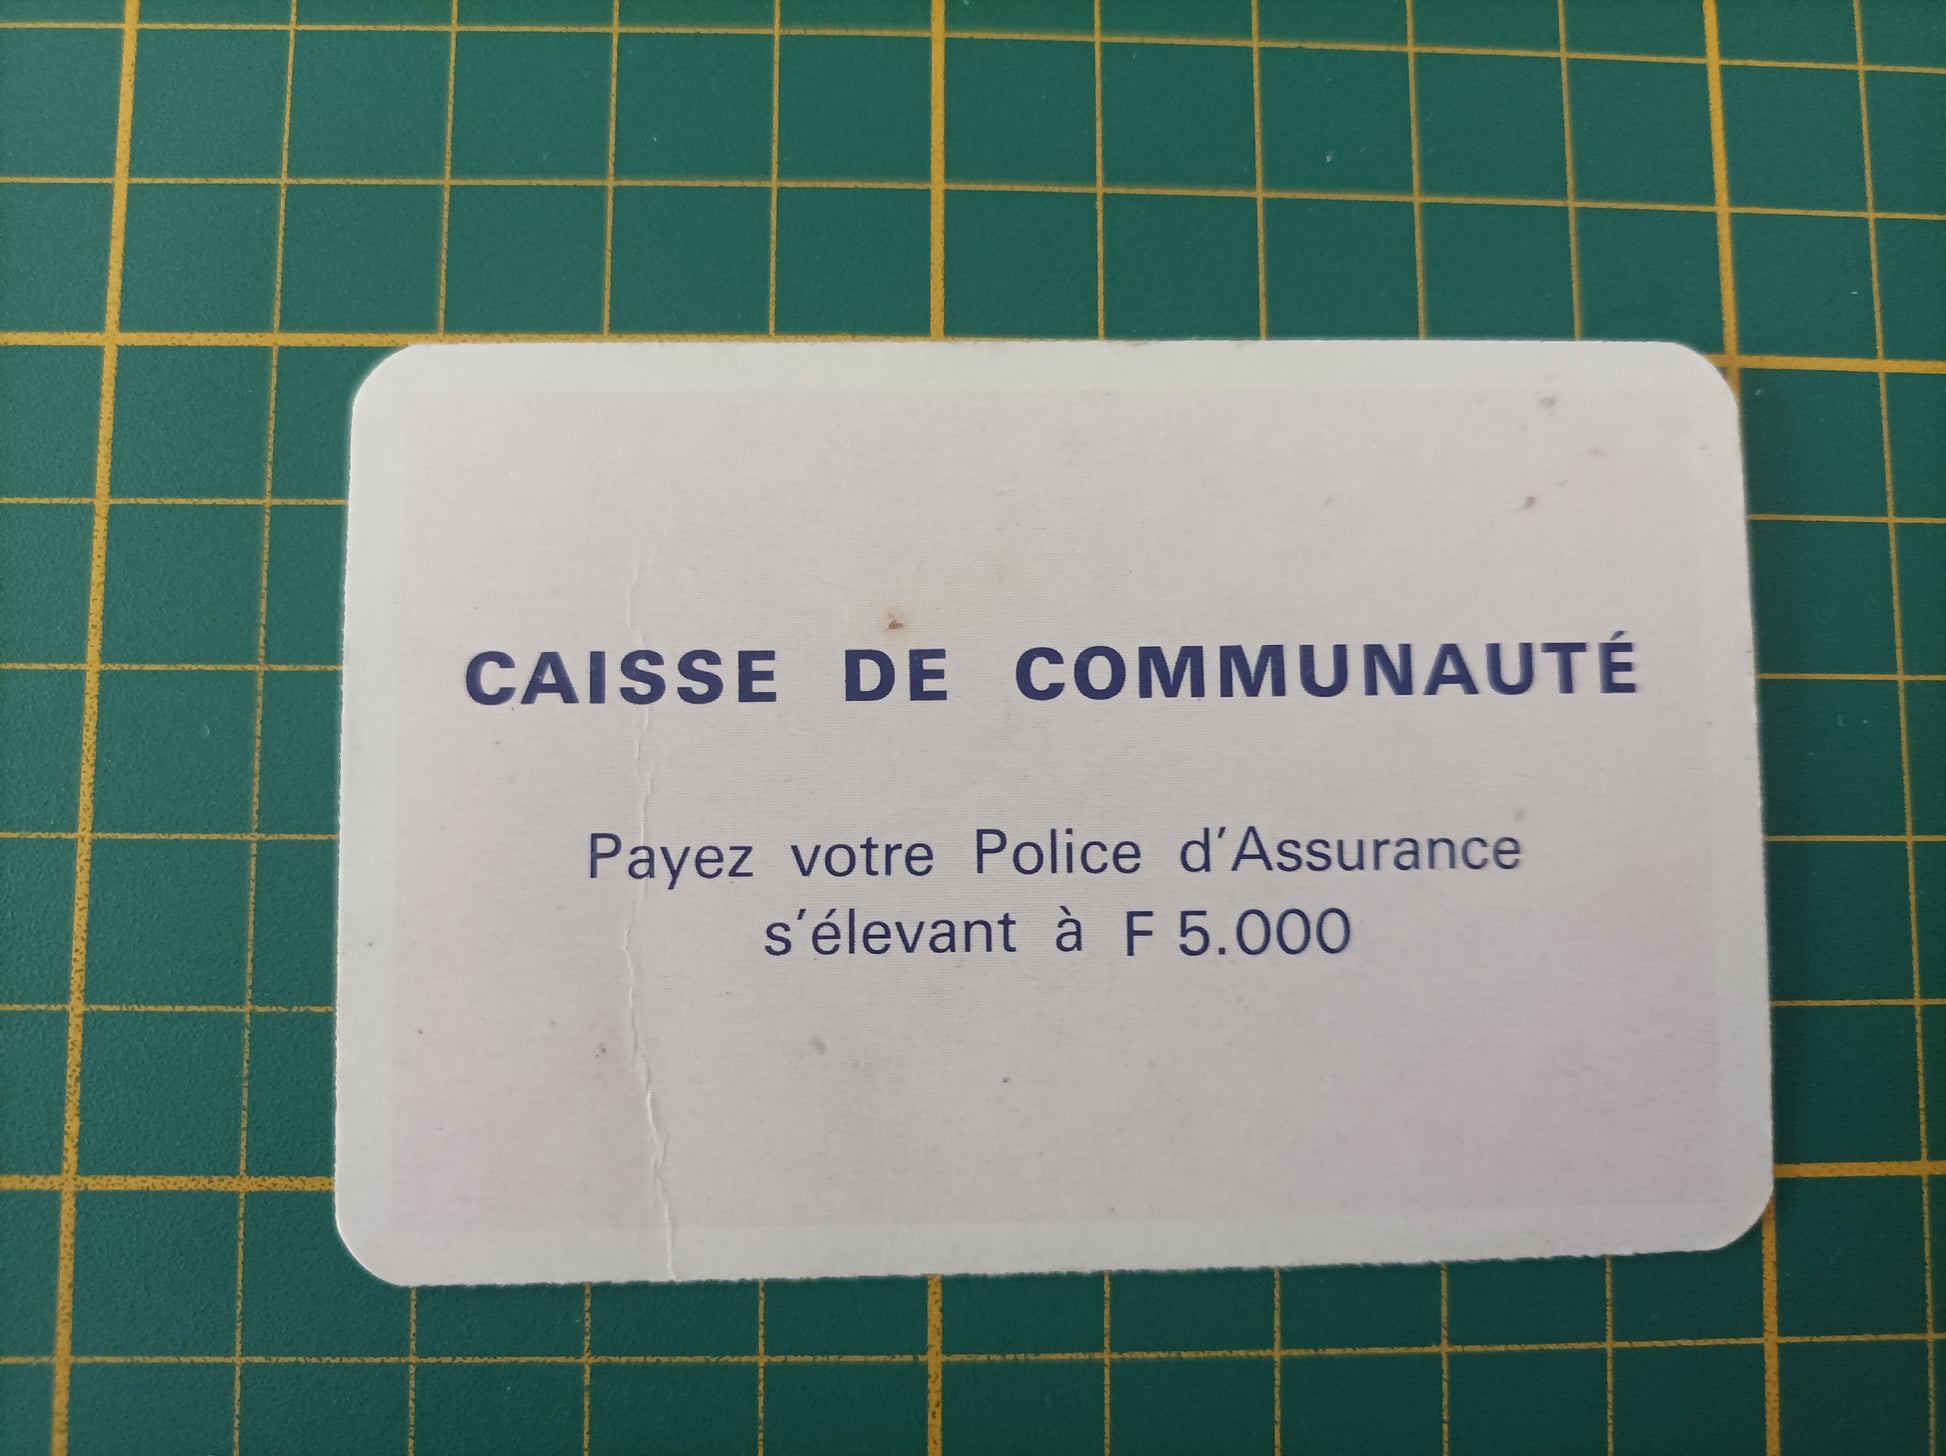 CAISSE DE COMMUNAUTÉ
Payez votre Police d'Assurance
s'élevant à F 5.000